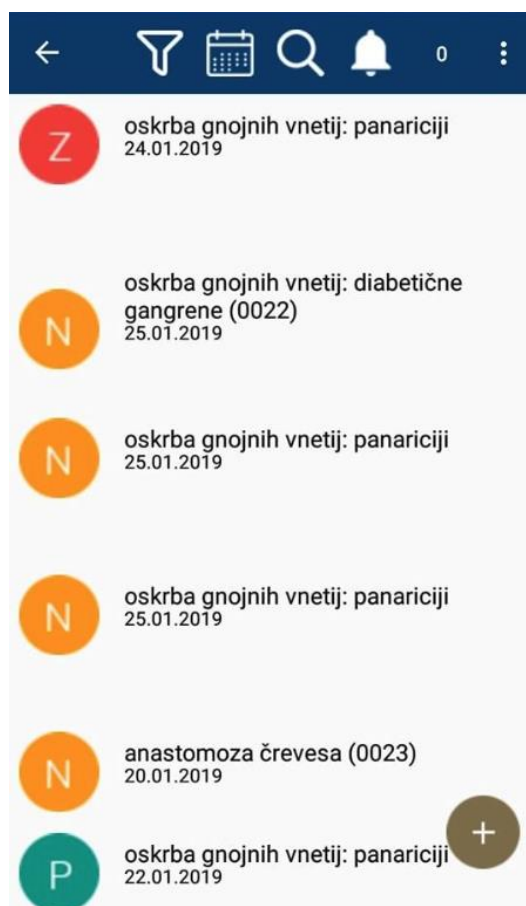 0
Z
oskrba gnojnih vnetij: panariciji
24.01.2019
N
oskrba gnojnih vnetij: diabetične
gangrene (0022)
25.01.2019
N
oskrba gnojnih vnetij: panariciji
25.01.2019
N
oskrba gnojnih vnetij: panariciji
25.01.2019
N
anastomoza črevesa (0023)
20.01.2019
+
P
oskrba gnojnih vnetij: panariciji
22.01.2019